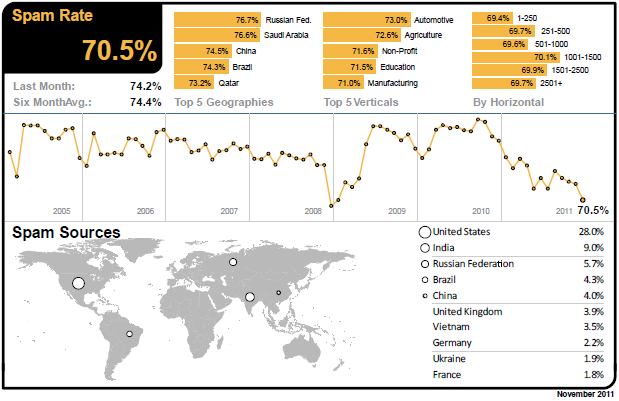 Spam Rate
70.5%
Last Month: 74.2%
Six MonthAvg.: 74.4%
76.7% Russian Fed.
76.6% Saudi Arabia
74.5% China
74.3% Brazil
73.2% Qatar
Top 5 Geographies
73.0% Automotive
72.6% Agriculture
71.6% Non-Profit
71.5% Education
71.0% Manufacturing
Top 5 Verticals
69.4% 1-250
69.7% 251-500
69.6% 501-1000
70.1% 1001-1500
69.9% 1501-2500
69.7% 2501+
By Horizontal
2005 2006 2007 2008 2009 2010 2011 70.5%
Spam Sources
United States 28.0%
India 9.0%
Russian Federation 5.7%
Brazil 4.3%
China 4.0%
United Kingdom 3.9%
Vietnam 3.5%
Germany 2.2%
Ukraine 1.9%
France 1.8%
November 2011